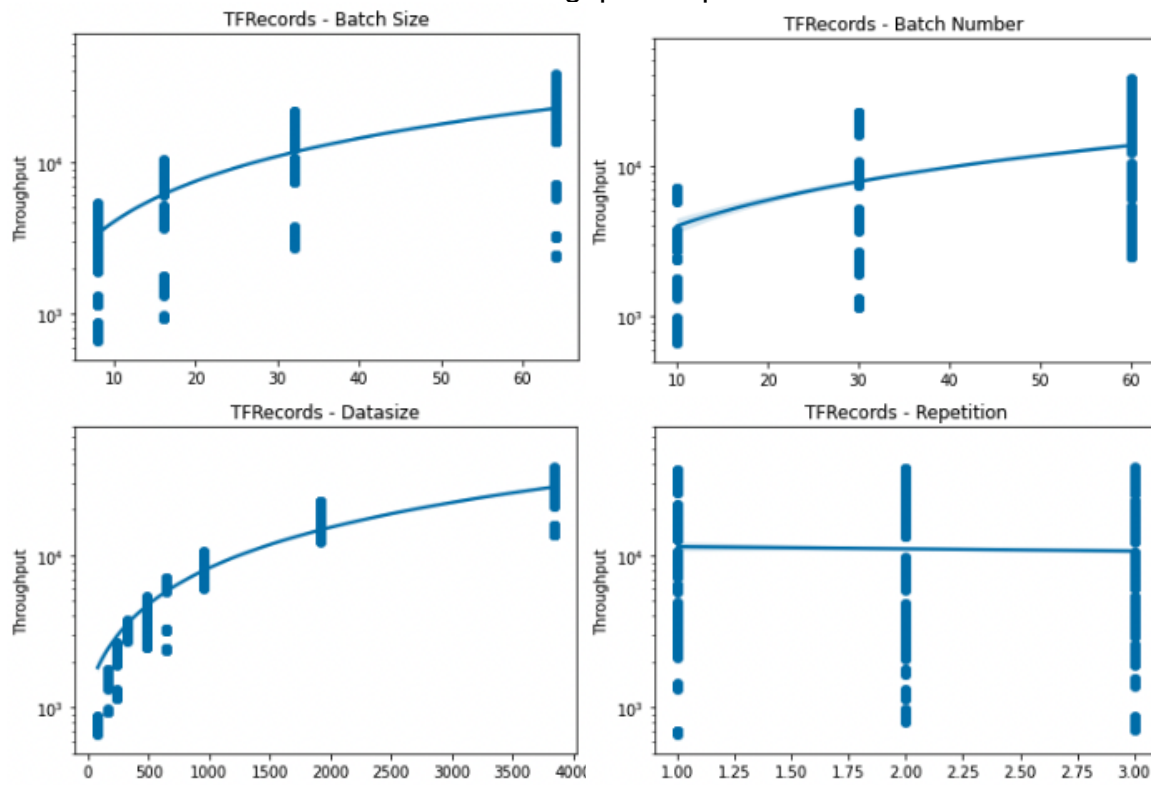 TFRecords - Batch Size
Throughput
10⁴
10³
10 20 30 40 50 60
TFRecords - Batch Number
Throughput
10⁴
10³
10 20 30 40 50 60
TFRecords - Datasize
Throughput
10⁴
10³
0 500 1000 1500 2000 2500 3000 3500 4000
TFRecords - Repetition
Throughput
10⁴
10³
1.00 1.25 1.50 1.75 2.00 2.25 2.50 2.75 3.00